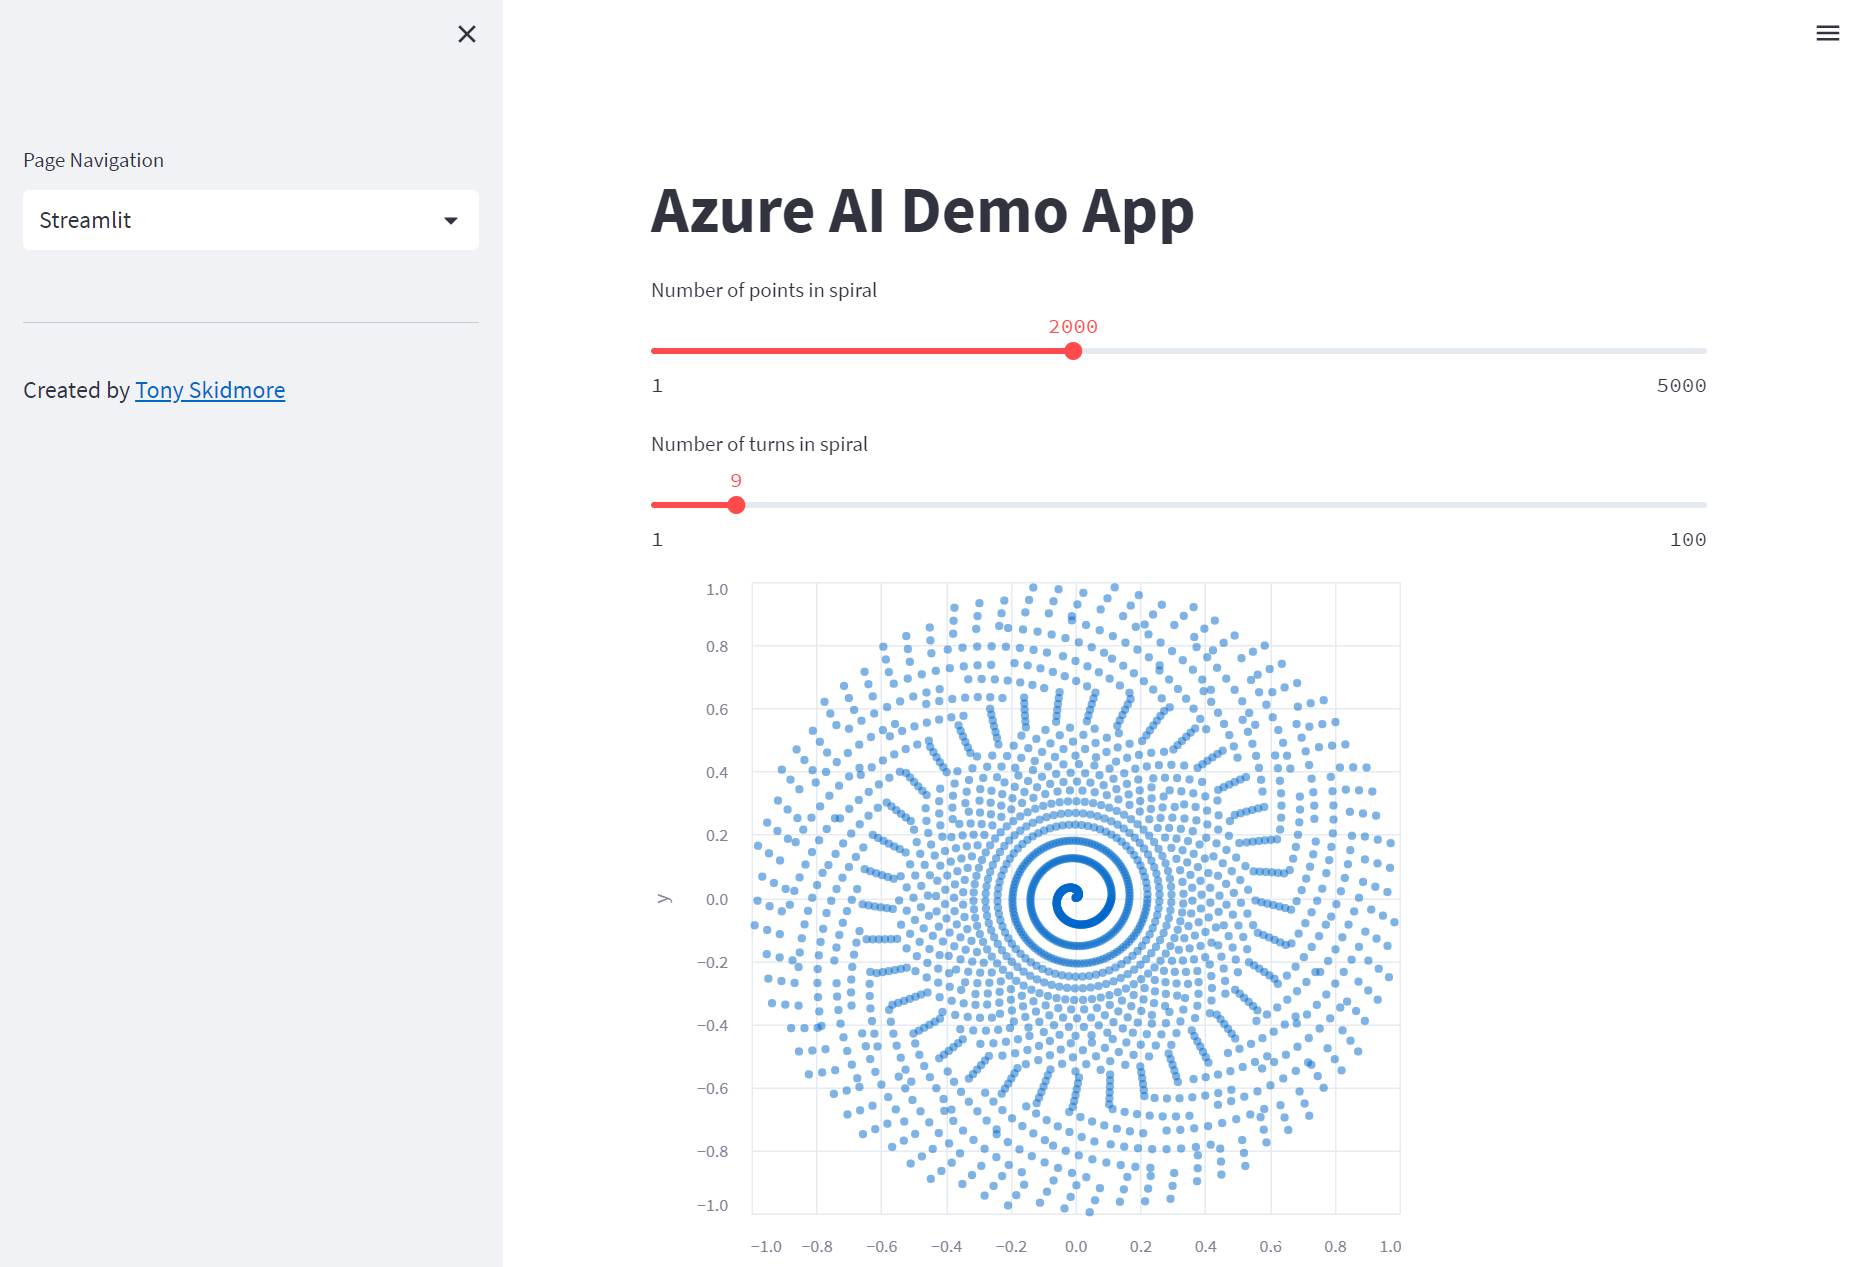 Page Navigation
Streamlit
Created by Tony Skidmore
Azure AI Demo App
Number of points in spiral
2000
1 5000
Number of turns in spiral
9
1 100
1.0
0.8
0.6
0.4
0.2
0.0
−0.2
−0.4
−0.6
−0.8
−1.0
y
−1.0 −0.8 −0.6 −0.4 −0.2 0.0 0.2 0.4 0.6 0.8 1.0